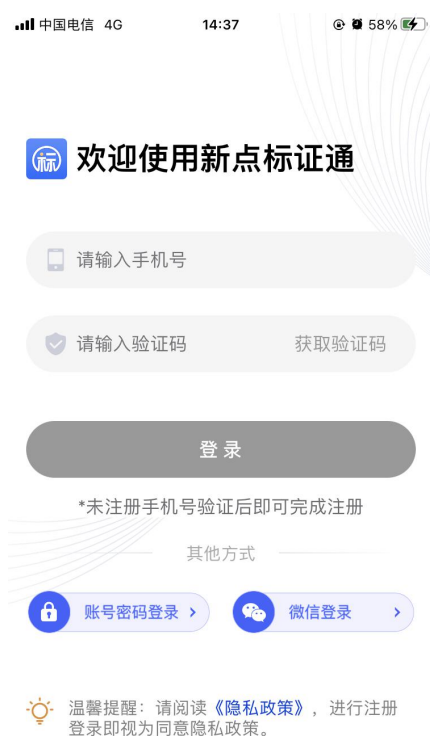 中国电信 4G 14:37 58%
标 欢迎使用新点标证通
请输入手机号
请输入验证码 获取验证码
登录
*未注册手机号验证后即可完成注册
其他方式
账号密码登录 › 微信登录 ›
温馨提醒：请阅读《隐私政策》，进行注册
登录即视为同意隐私政策。